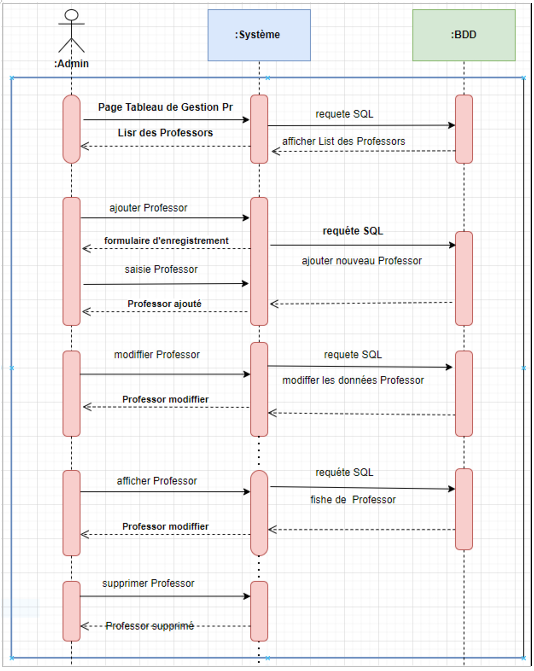 :Admin
:Système
:BDD
Page Tableau de Gestion Pr
requete SQL
Lisr des Professors
afficher List des Professors
ajouter Professor
formulaire d'enregistrement
requête SQL
saisie Professor
ajouter nouveau Professor
Professor ajouté
modiffier Professor
requete SQL
modiffer les données Professor
Professor modifier
afficher Professor
requête SQL
fishe de Professor
Professor modifier
supprimer Professor
Professor supprimé